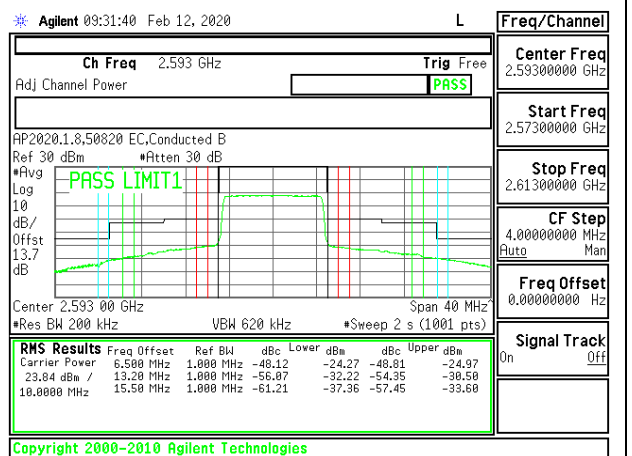 Agilent 09:31:40 Feb 12, 2020 L Freq/Channel
Ch Freq 2.593 GHz Trig Free
Adj Channel Power PASS
Center Freq
2.59300000 GHz
Start Freq
2.57300000 GHz
AP2020.1.8,50820 EC,Conducted B
Ref 30 dBm #Atten 30 dB
#Avg
Log
10
dB/
Offst
13.7
dB
PASS LIMIT1
Stop Freq
2.61300000 GHz
CF Step
4.00000000 MHz
Auto Man
Freq Offset
0.00000000 Hz
Center 2.593 00 GHz Span 40 MHz
#Res BW 200 kHz VBW 620 kHz #Sweep 2 s (1001 pts)
Signal Track
On Off
RMS Results Freq Offset Ref BW dBc Lower dBm dBc Upper dBm
Carrier Power 6.500 MHz 1.000 MHz -48.12 -24.27 -48.81 -24.97
23.84 dBm / 13.20 MHz 1.000 MHz -56.07 -32.22 -54.35 -30.50
10.0000 MHz 15.50 MHz 1.000 MHz -61.21 -37.36 -57.45 -33.60
Copyright 2000-2010 Agilent Technologies